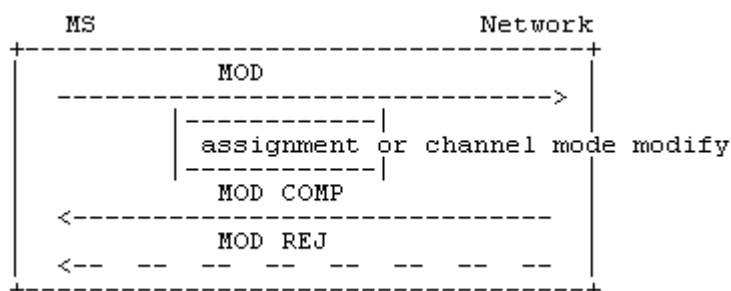 MS Network
MOD
assignment or channel mode modify
MOD COMP
MOD REJ